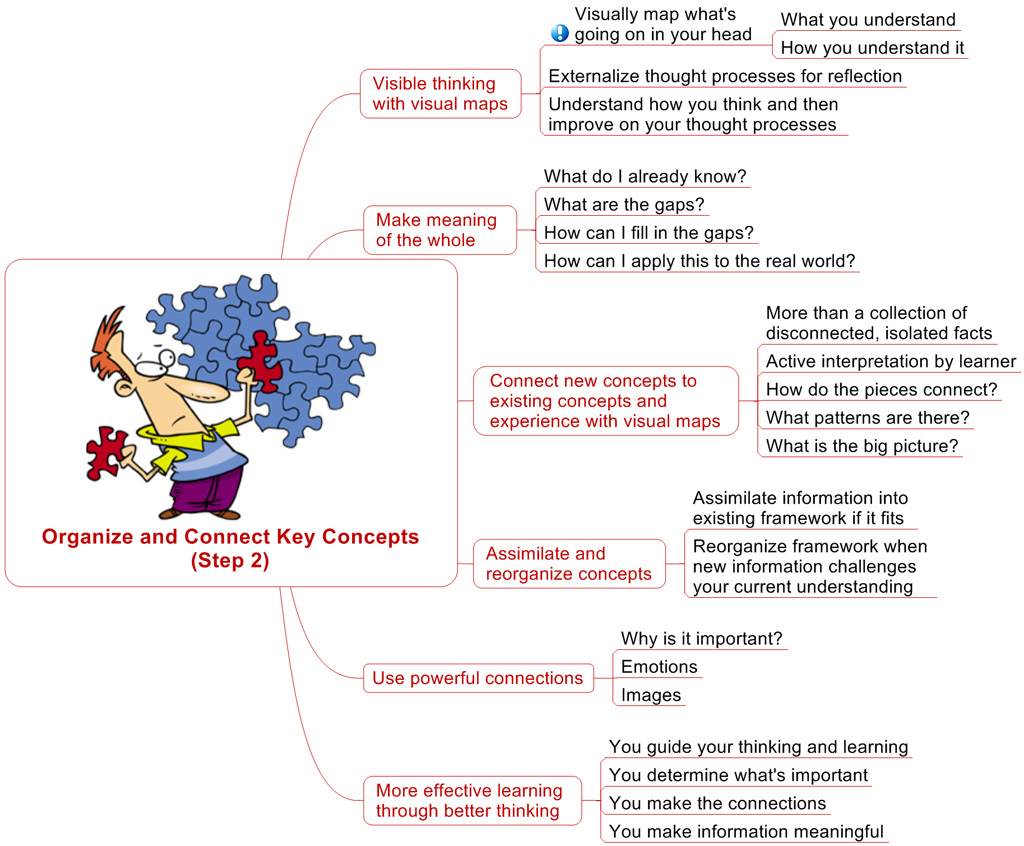 Visually map what's
going on in your head
What you understand
How you understand it
Visible thinking
with visual maps
Externalize thought processes for reflection
Understand how you think and then
improve on your thought processes
Make meaning
of the whole
What do I already know?
What are the gaps?
How can I fill in the gaps?
How can I apply this to the real world?
Organize and Connect Key Concepts
(Step 2)
Connect new concepts to
existing concepts and
experience with visual maps
More than a collection of
disconnected, isolated facts
Active interpretation by learner
How do the pieces connect?
What patterns are there?
What is the big picture?
Assimilate and
reorganize concepts
Assimilate information into
existing framework if it fits
Reorganize framework when
new information challenges
your current understanding
Use powerful connections
Why is it important?
Emotions
Images
More effective learning
through better thinking
You guide your thinking and learning
You determine what's important
You make the connections
You make information meaningful